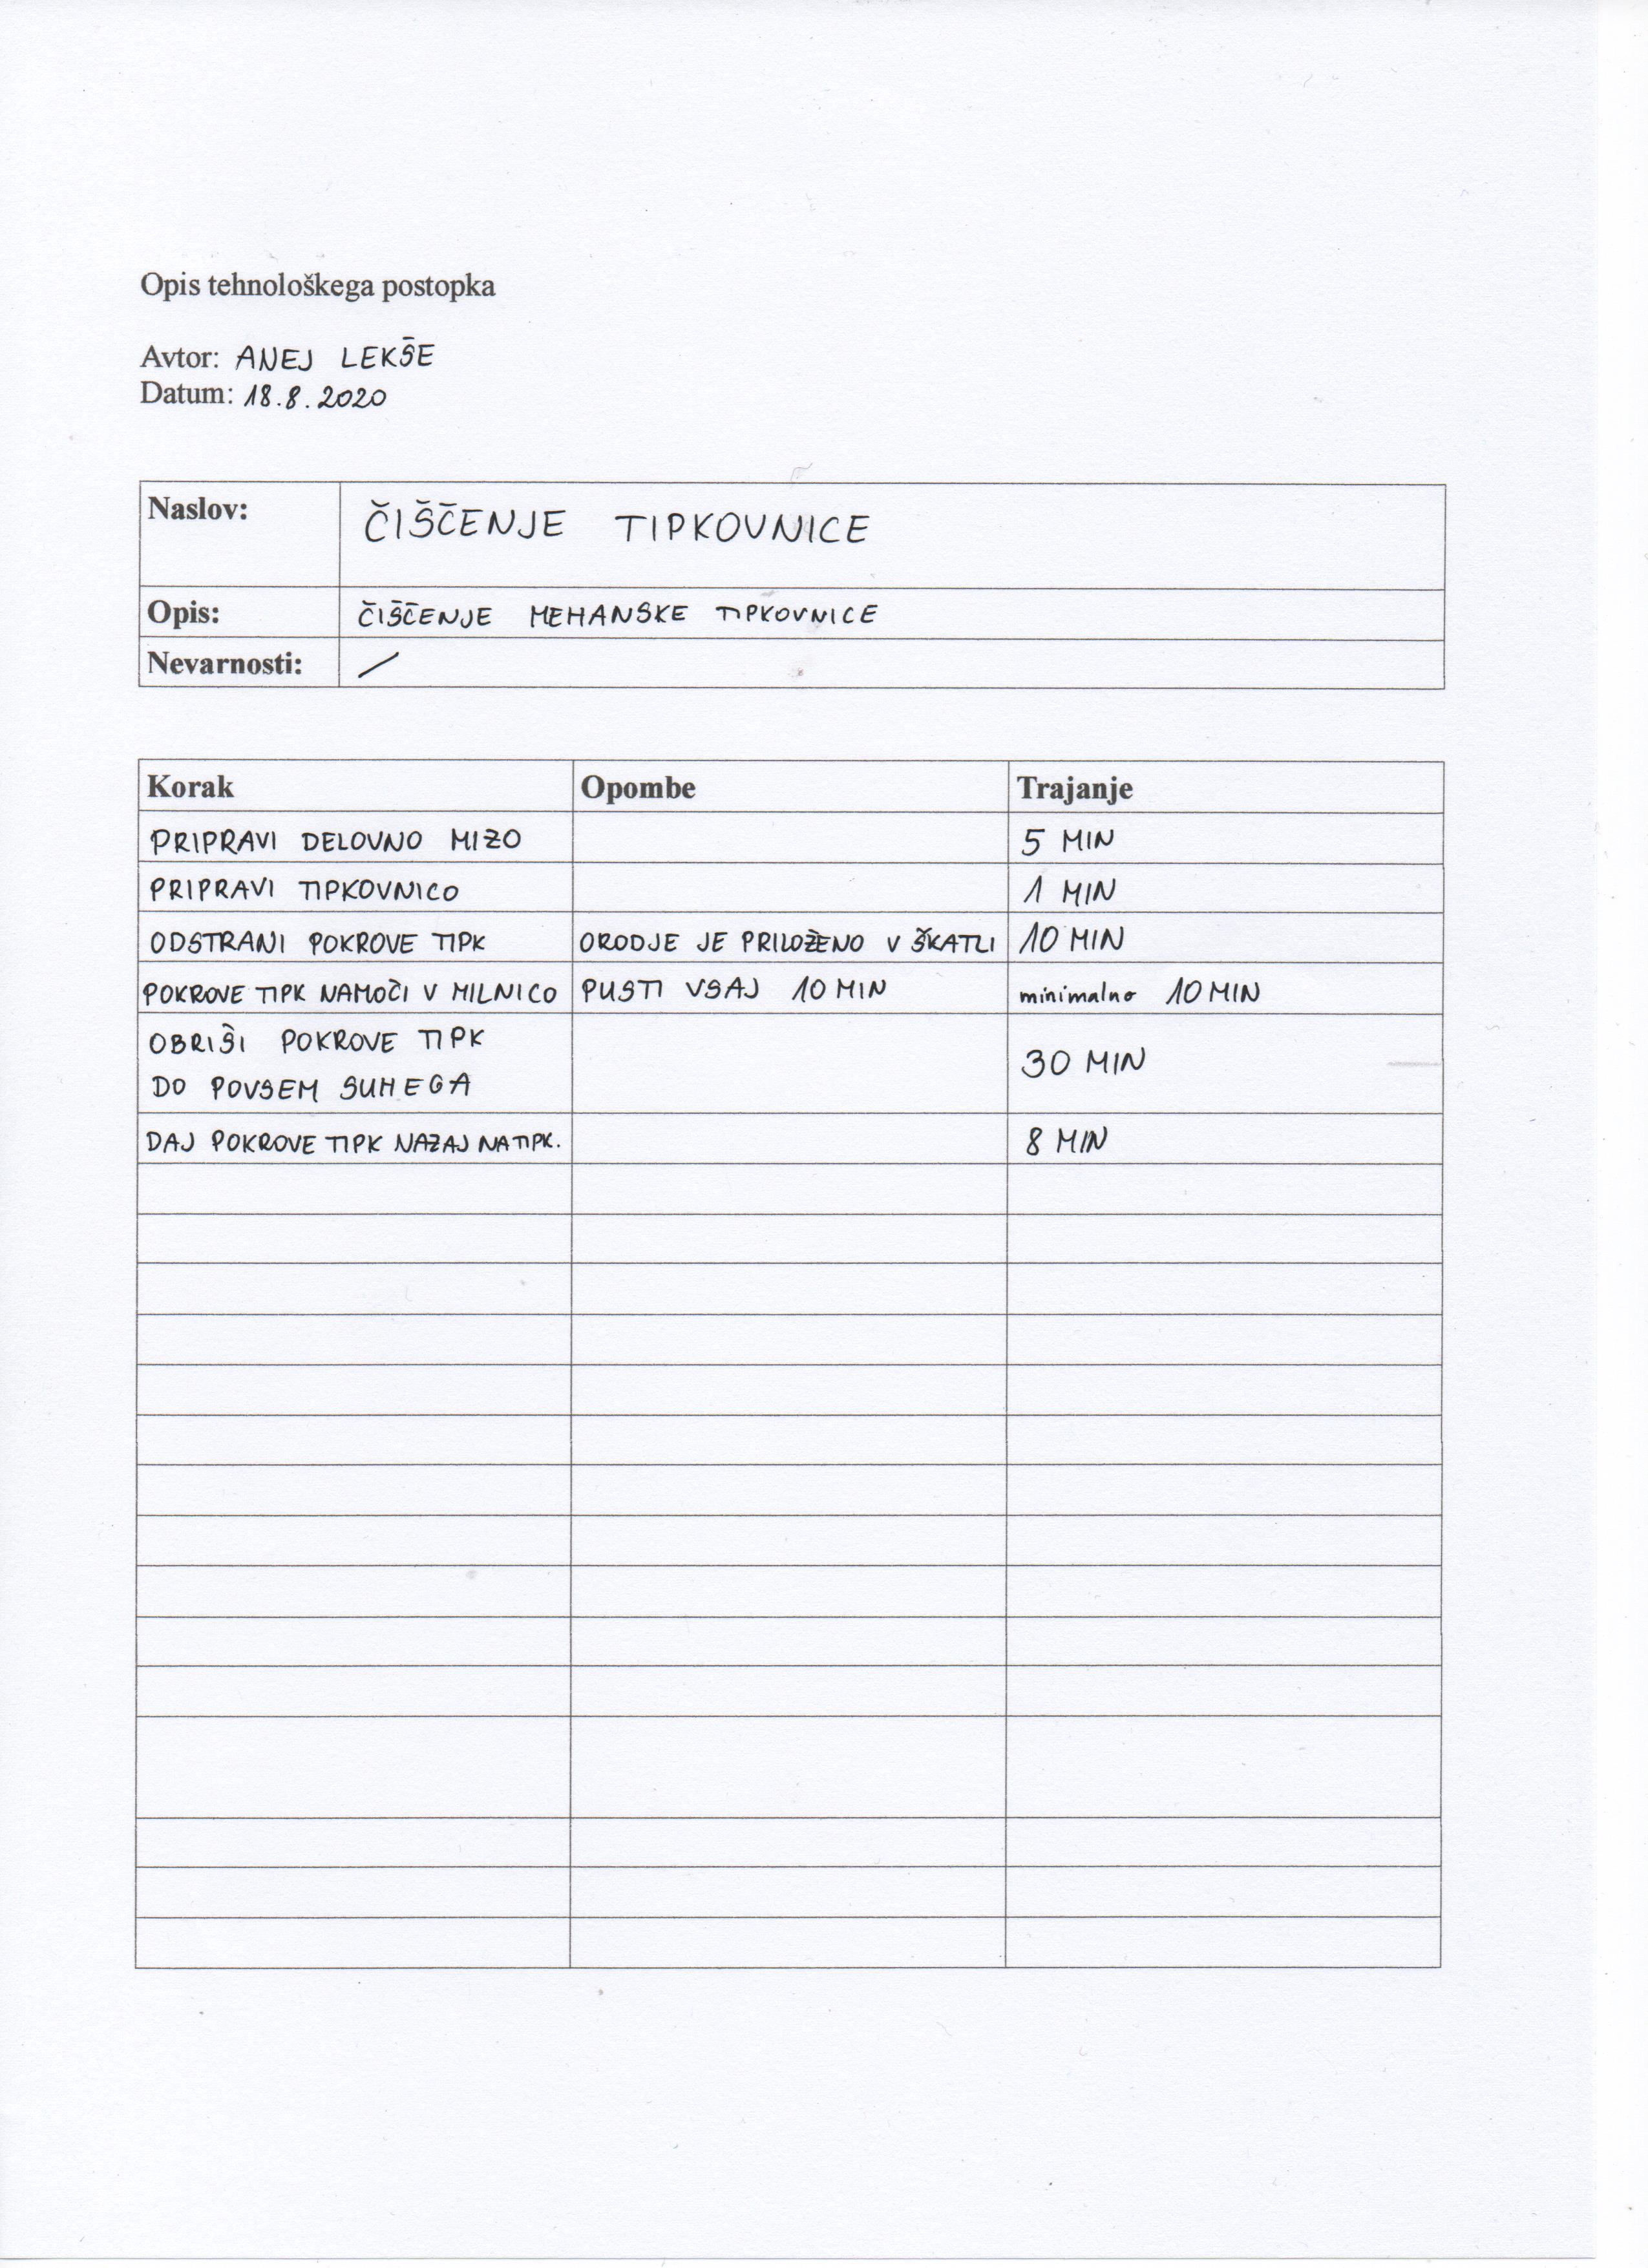 Opis tehnološkega postopka
Avtor: ANEJ LEKŠE
Datum: 18.8.2020
Naslov: ČIŠČENJE TIPKOVNICE
Opis: ČIŠČENJE MEHANSKE TIPKOVNICE
Nevarnosti: /
Korak Opombe Trajanje
PRIPRAVI DELOVNO MIZO 5 MIN
PRIPRAVI TIPKOVNICO 1 MIN
ODSTRANI POKROVE TIPK ORODJE JE PRILOŽENO V ŠKATLI 10 MIN
POKROVE TIPK NAMOČI V MILNICO PUSTI VSAJ 10 MIN minimalno 10 MIN
OBRIŠI POKROVE TIPK
DO POVSEM SUHEGA 30 MIN
DAJ POKROVE TIPK NAZAJ NA TIPK. 8 MIN